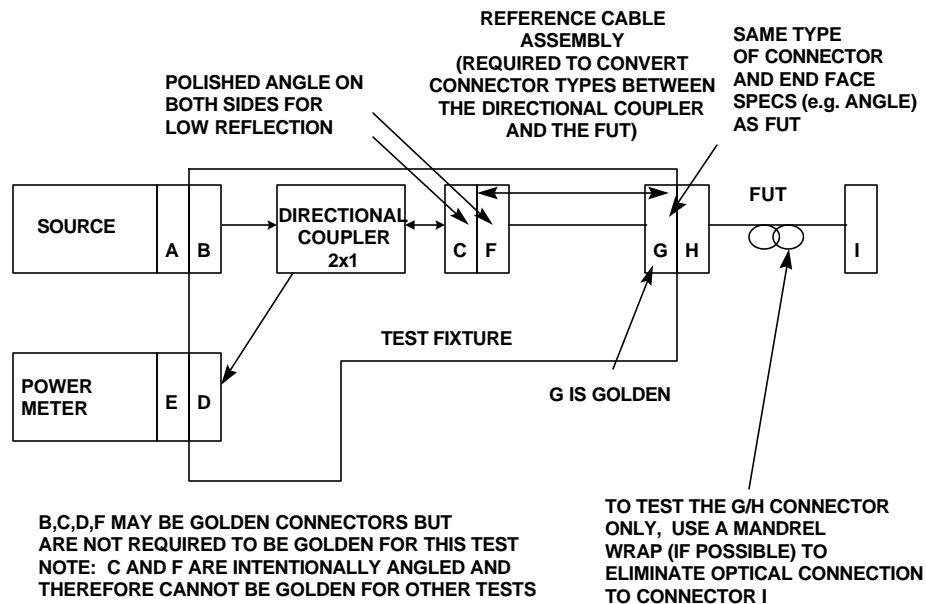 REFERENCE CABLE
ASSEMBLY
(REQUIRED TO CONVERT
CONNECTOR TYPES BETWEEN
THE DIRECTIONAL COUPLER
AND THE FUT)
SAME TYPE
OF CONNECTOR
AND END FACE
SPECS (e.g. ANGLE)
AS FUT
POLISHED ANGLE ON
BOTH SIDES FOR
LOW REFLECTION
SOURCE
A
B
DIRECTIONAL
COUPLER
2x1
C
F
G
H
FUT
I
TEST FIXTURE
POWER
METER
E
D
G IS GOLDEN
B,C,D,F MAY BE GOLDEN CONNECTORS BUT
ARE NOT REQUIRED TO BE GOLDEN FOR THIS TEST
NOTE: C AND F ARE INTENTIONALLY ANGLED AND
THEREFORE CANNOT BE GOLDEN FOR OTHER TESTS
TO TEST THE G/H CONNECTOR
ONLY, USE A MANDREL
WRAP (IF POSSIBLE) TO
ELIMINATE OPTICAL CONNECTION
TO CONNECTOR I